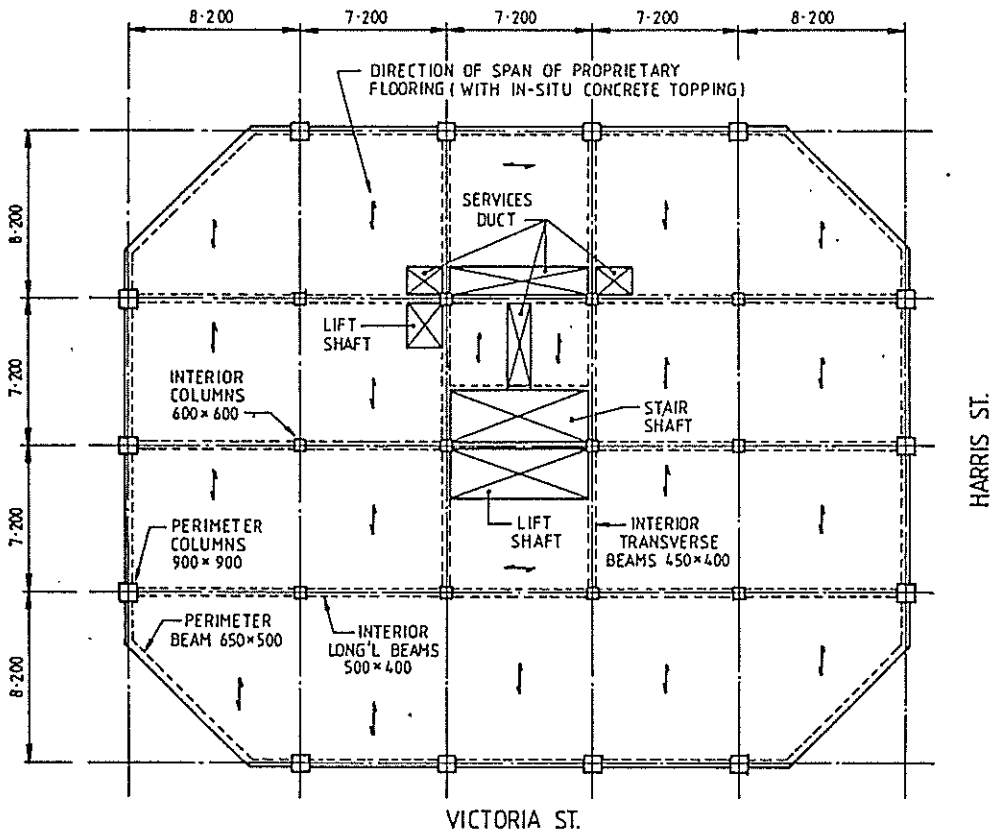 8·200
7·200
7·200
7·200
8·200
DIRECTION OF SPAN OF PROPRIETARY
FLOORING (WITH IN-SITU CONCRETE TOPPING)
8·200
7·200
7·200
8·200
SERVICES
DUCT
LIFT
SHAFT
INTERIOR
COLUMNS
600×600
STAIR
SHAFT
LIFT
SHAFT
PERIMETER
COLUMNS
900×900
INTERIOR
TRANSVERSE
BEAMS 450×400
PERIMETER
BEAM 650×500
INTERIOR
LONG'L BEAMS
500×400
HARRIS ST.
VICTORIA ST.